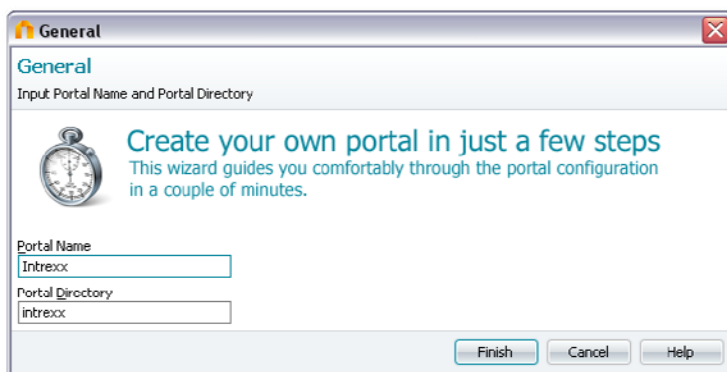 General
General
Input Portal Name and Portal Directory
Create your own portal in just a few steps
This wizard guides you comfortably through the portal configuration
in a couple of minutes.
Portal Name
Intrexx
Portal Directory
intrexx
Finish Cancel Help